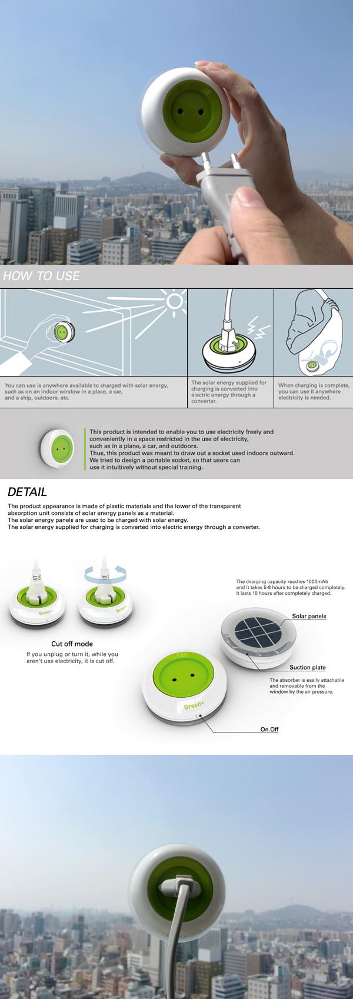 HOW TO USE
You can use is anywhere available to charged with solar energy,
such as on an indoor window in a place, a car,
and a ship, outdoors. etc.
The solar energy supplied for
charging is converted into
electric energy through a
converter.
When charging is complete,
you can use it anywhere
electricity is needed.
This product is intended to enable you to use electricity freely and
conveniently in a space restricted in the use of electricity,
such as in a plane, a car, and outdoors.
Thus, this product was meant to draw out a socket used indoors outward.
We tried to design a portable socket, so that users can
use it intuitively without special training.
DETAIL
The product appearance is made of plastic materials and the lower of the transparent
absorption unit consists of solar energy panels as a material.
The solar energy panels are used to be charged with solar energy.
The solar energy supplied for charging is converted into electric energy through a converter.
Green+
Green+
Cut off mode
If you unplug or turn it, while you
aren't use electricity, it is cut off.
The charging capacity reaches 1000mAh
and it takes 5-8 hours to be charged completely.
It lasts 10 hours after completely charged.
Solar panels
Suction plate
The absorber is easily attachable
and removable from the
window by the air pressure.
Green+
On.Off